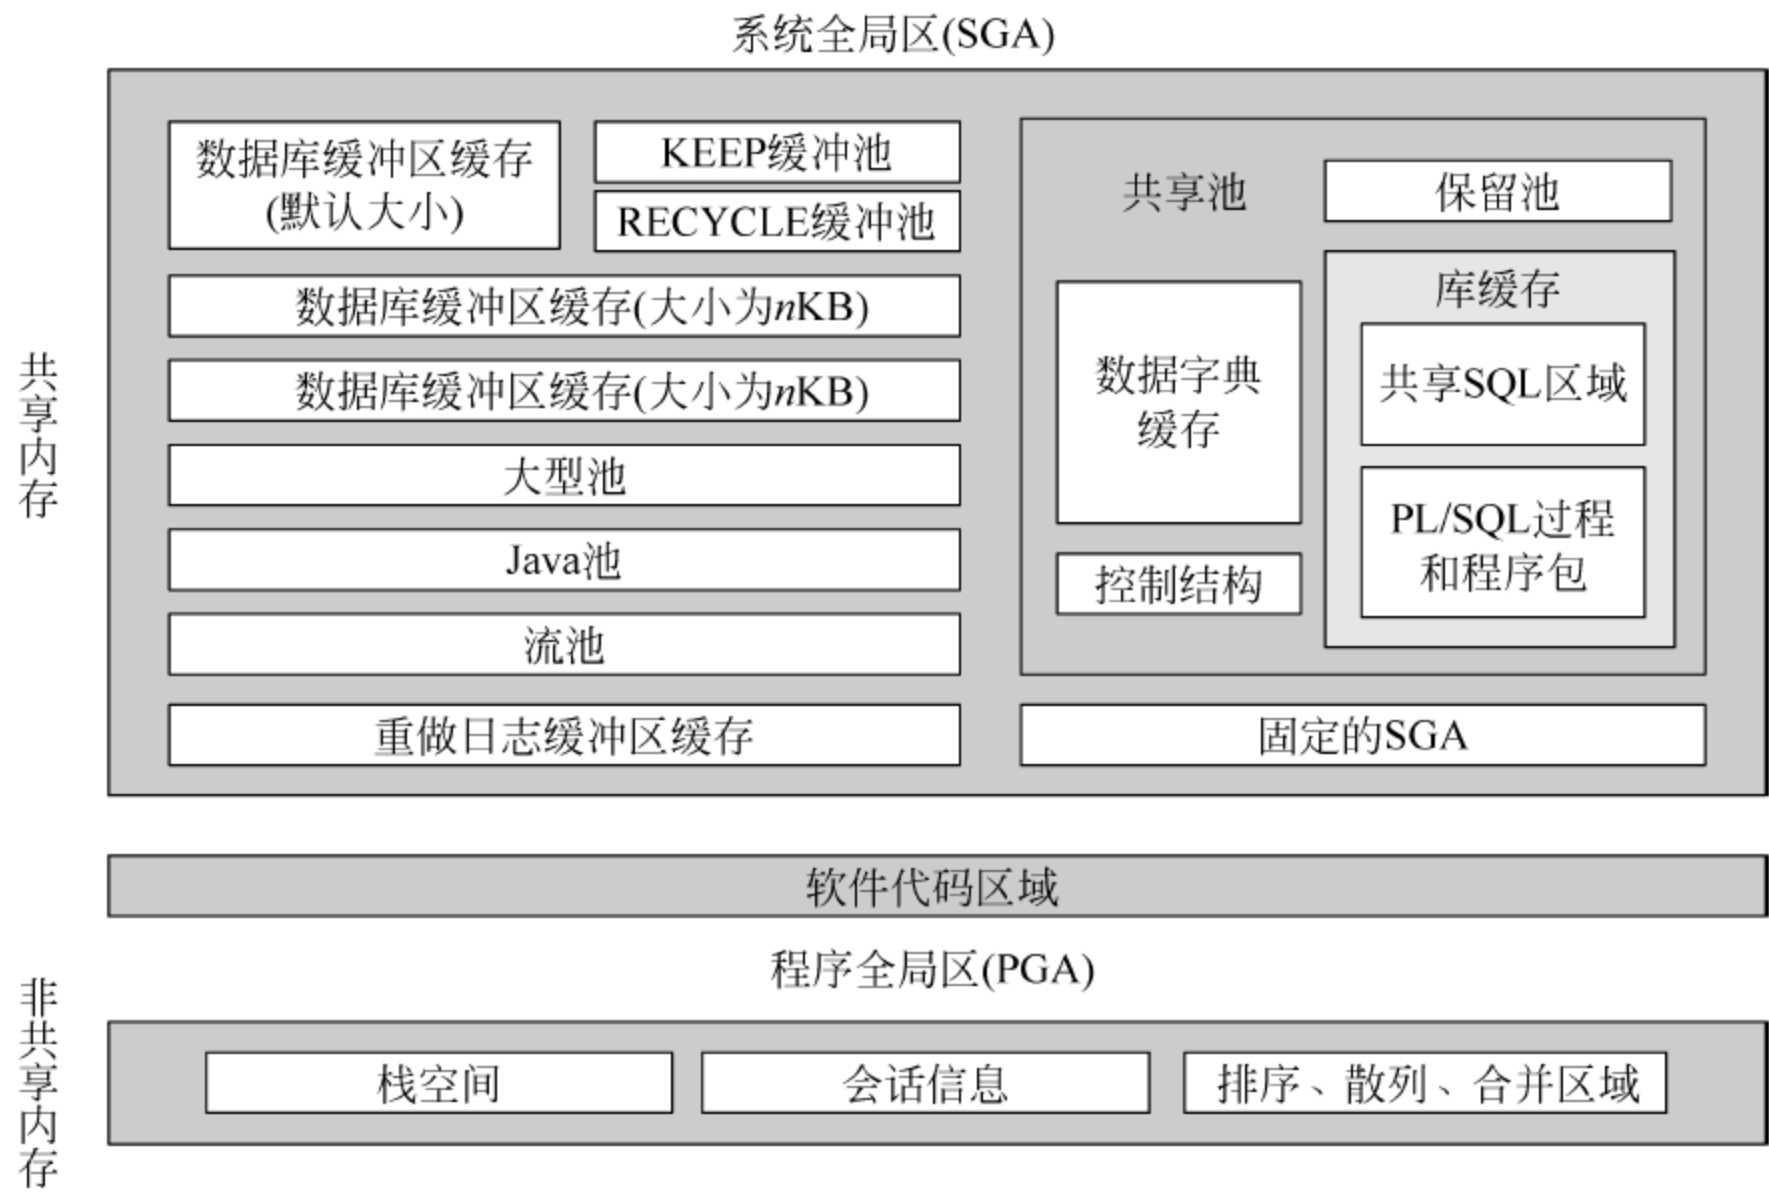 系统全局区(SGA)
共享内存
数据库缓冲区缓存
(默认大小)
KEEP缓冲池
RECYCLE缓冲池
数据库缓冲区缓存(大小为nKB)
数据库缓冲区缓存(大小为nKB)
大型池
Java池
流池
重做日志缓冲区缓存
共享池
保留池
数据字典
缓存
控制结构
库缓存
共享SQL区域
PL/SQL过程
和程序包
固定的SGA
软件代码区域
程序全局区(PGA)
非共享内存
栈空间
会话信息
排序、散列、合并区域